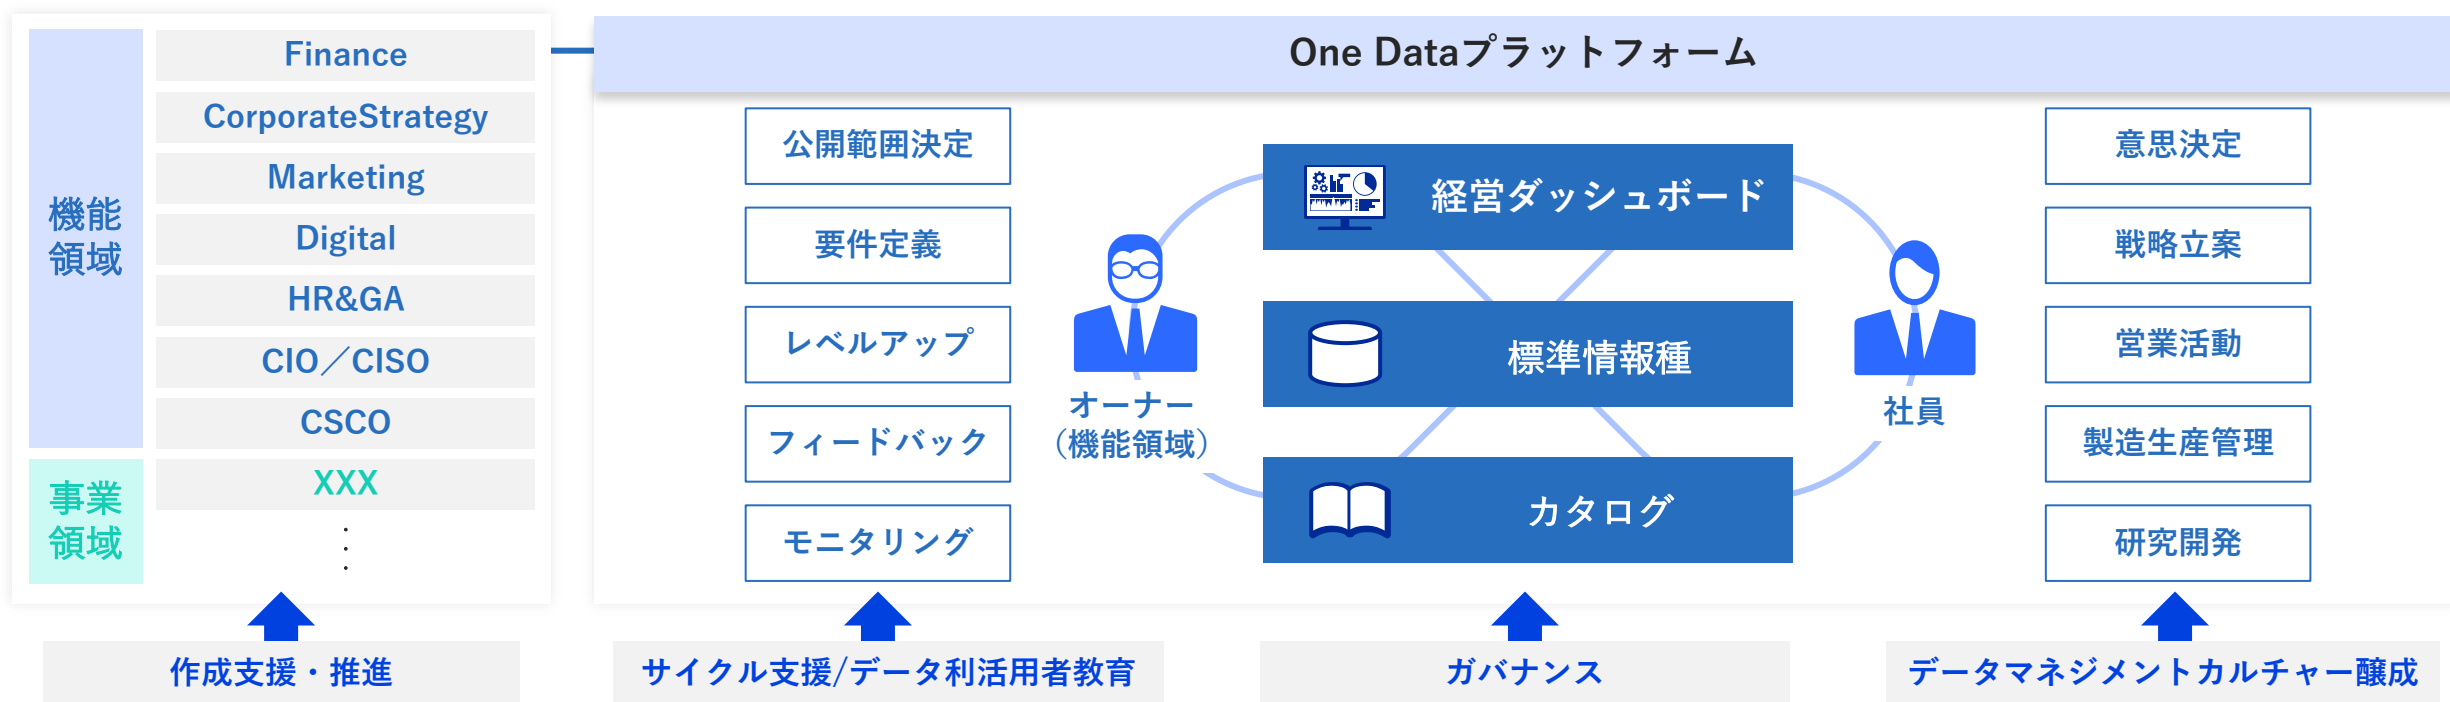 機能
領域
Finance
CorporateStrategy
Marketing
Digital
HR&GA
CIO／CISO
CSCO
事業
領域
XXX
作成支援・推進
One Dataプラットフォーム
公開範囲決定
要件定義
レベルアップ
フィードバック
モニタリング
サイクル支援/データ利活用者教育
オーナー
（機能領域）
経営ダッシュボード
標準情報種
カタログ
ガバナンス
社員
意思決定
戦略立案
営業活動
製造生産管理
研究開発
データマネジメントカルチャー醸成